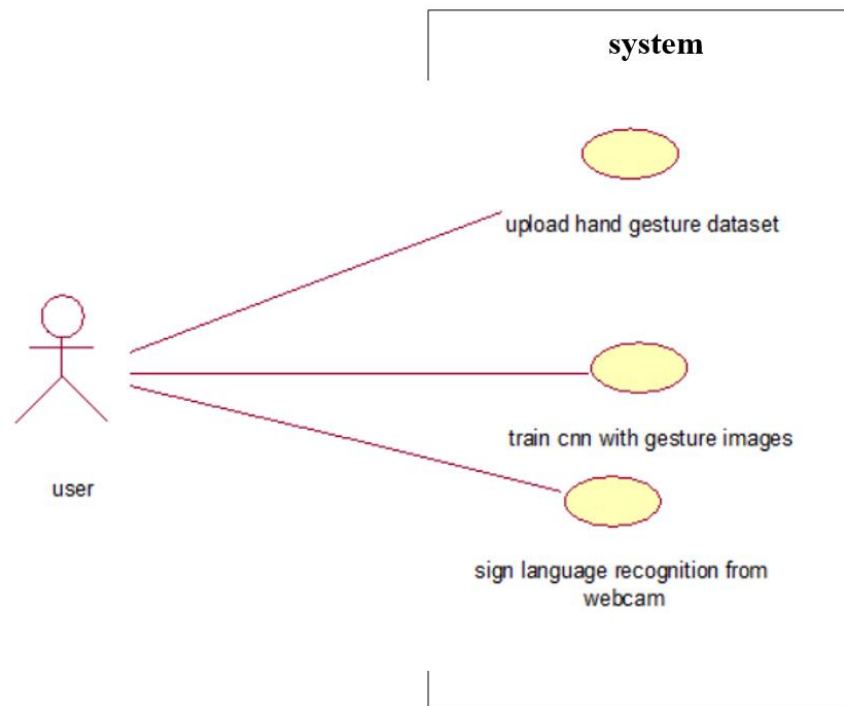 system
upload hand gesture dataset
train cnn with gesture images
user
sign language recognition from
webcam